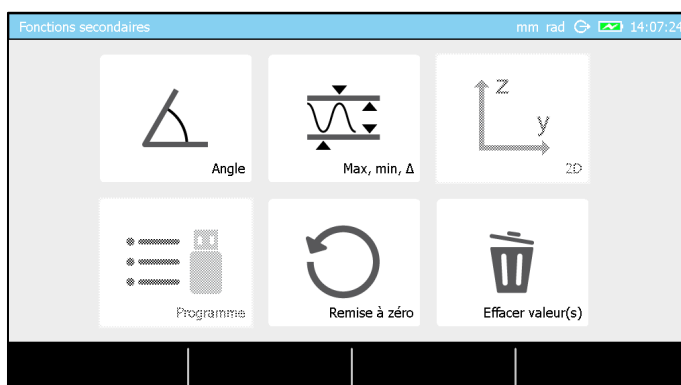 Fonctions secondaires mm rad 14:07:24
Angle Max, min, Δ z y 2D
Programme Remise à zéro Effacer valeur(s)